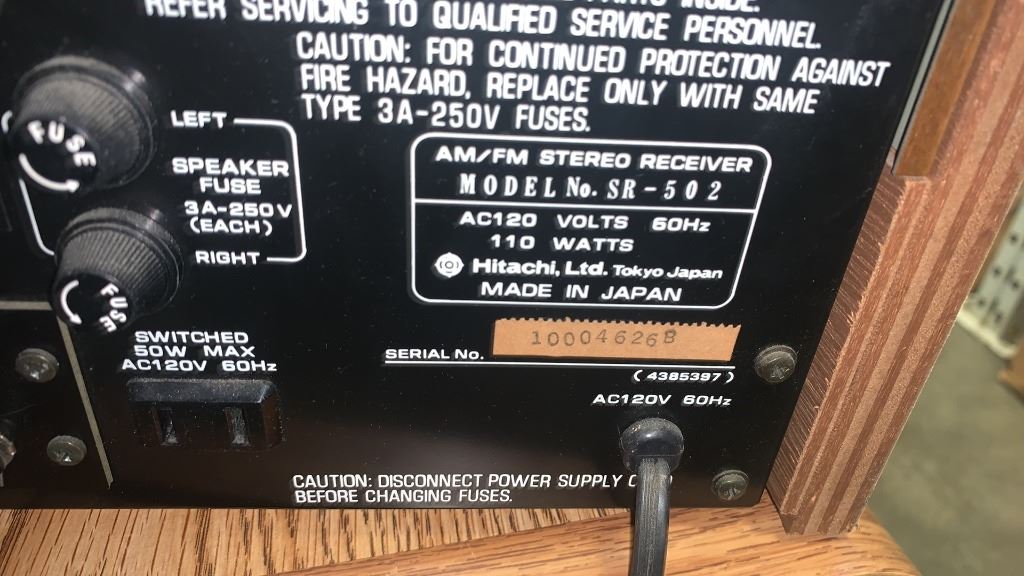 PARTS INSIDE.
REFER SERVICING TO QUALIFIED SERVICE PERSONNEL.
CAUTION: FOR CONTINUED PROTECTION AGAINST
FIRE HAZARD, REPLACE ONLY WITH SAME
TYPE 3A-250V FUSES.
FUSE
LEFT
SPEAKER
FUSE
3A-250V
(EACH)
RIGHT
FUSE
AM/FM STEREO RECEIVER
MODEL No. SR-502
AC120 VOLTS 60Hz
110 WATTS
Hitachi, Ltd. Tokyo Japan
MADE IN JAPAN
SERIAL No. 10004626B
(4385397)
SWITCHED
50W MAX
AC120V 60Hz
AC120V 60Hz
CAUTION: DISCONNECT POWER SUPPLY
BEFORE CHANGING FUSES.